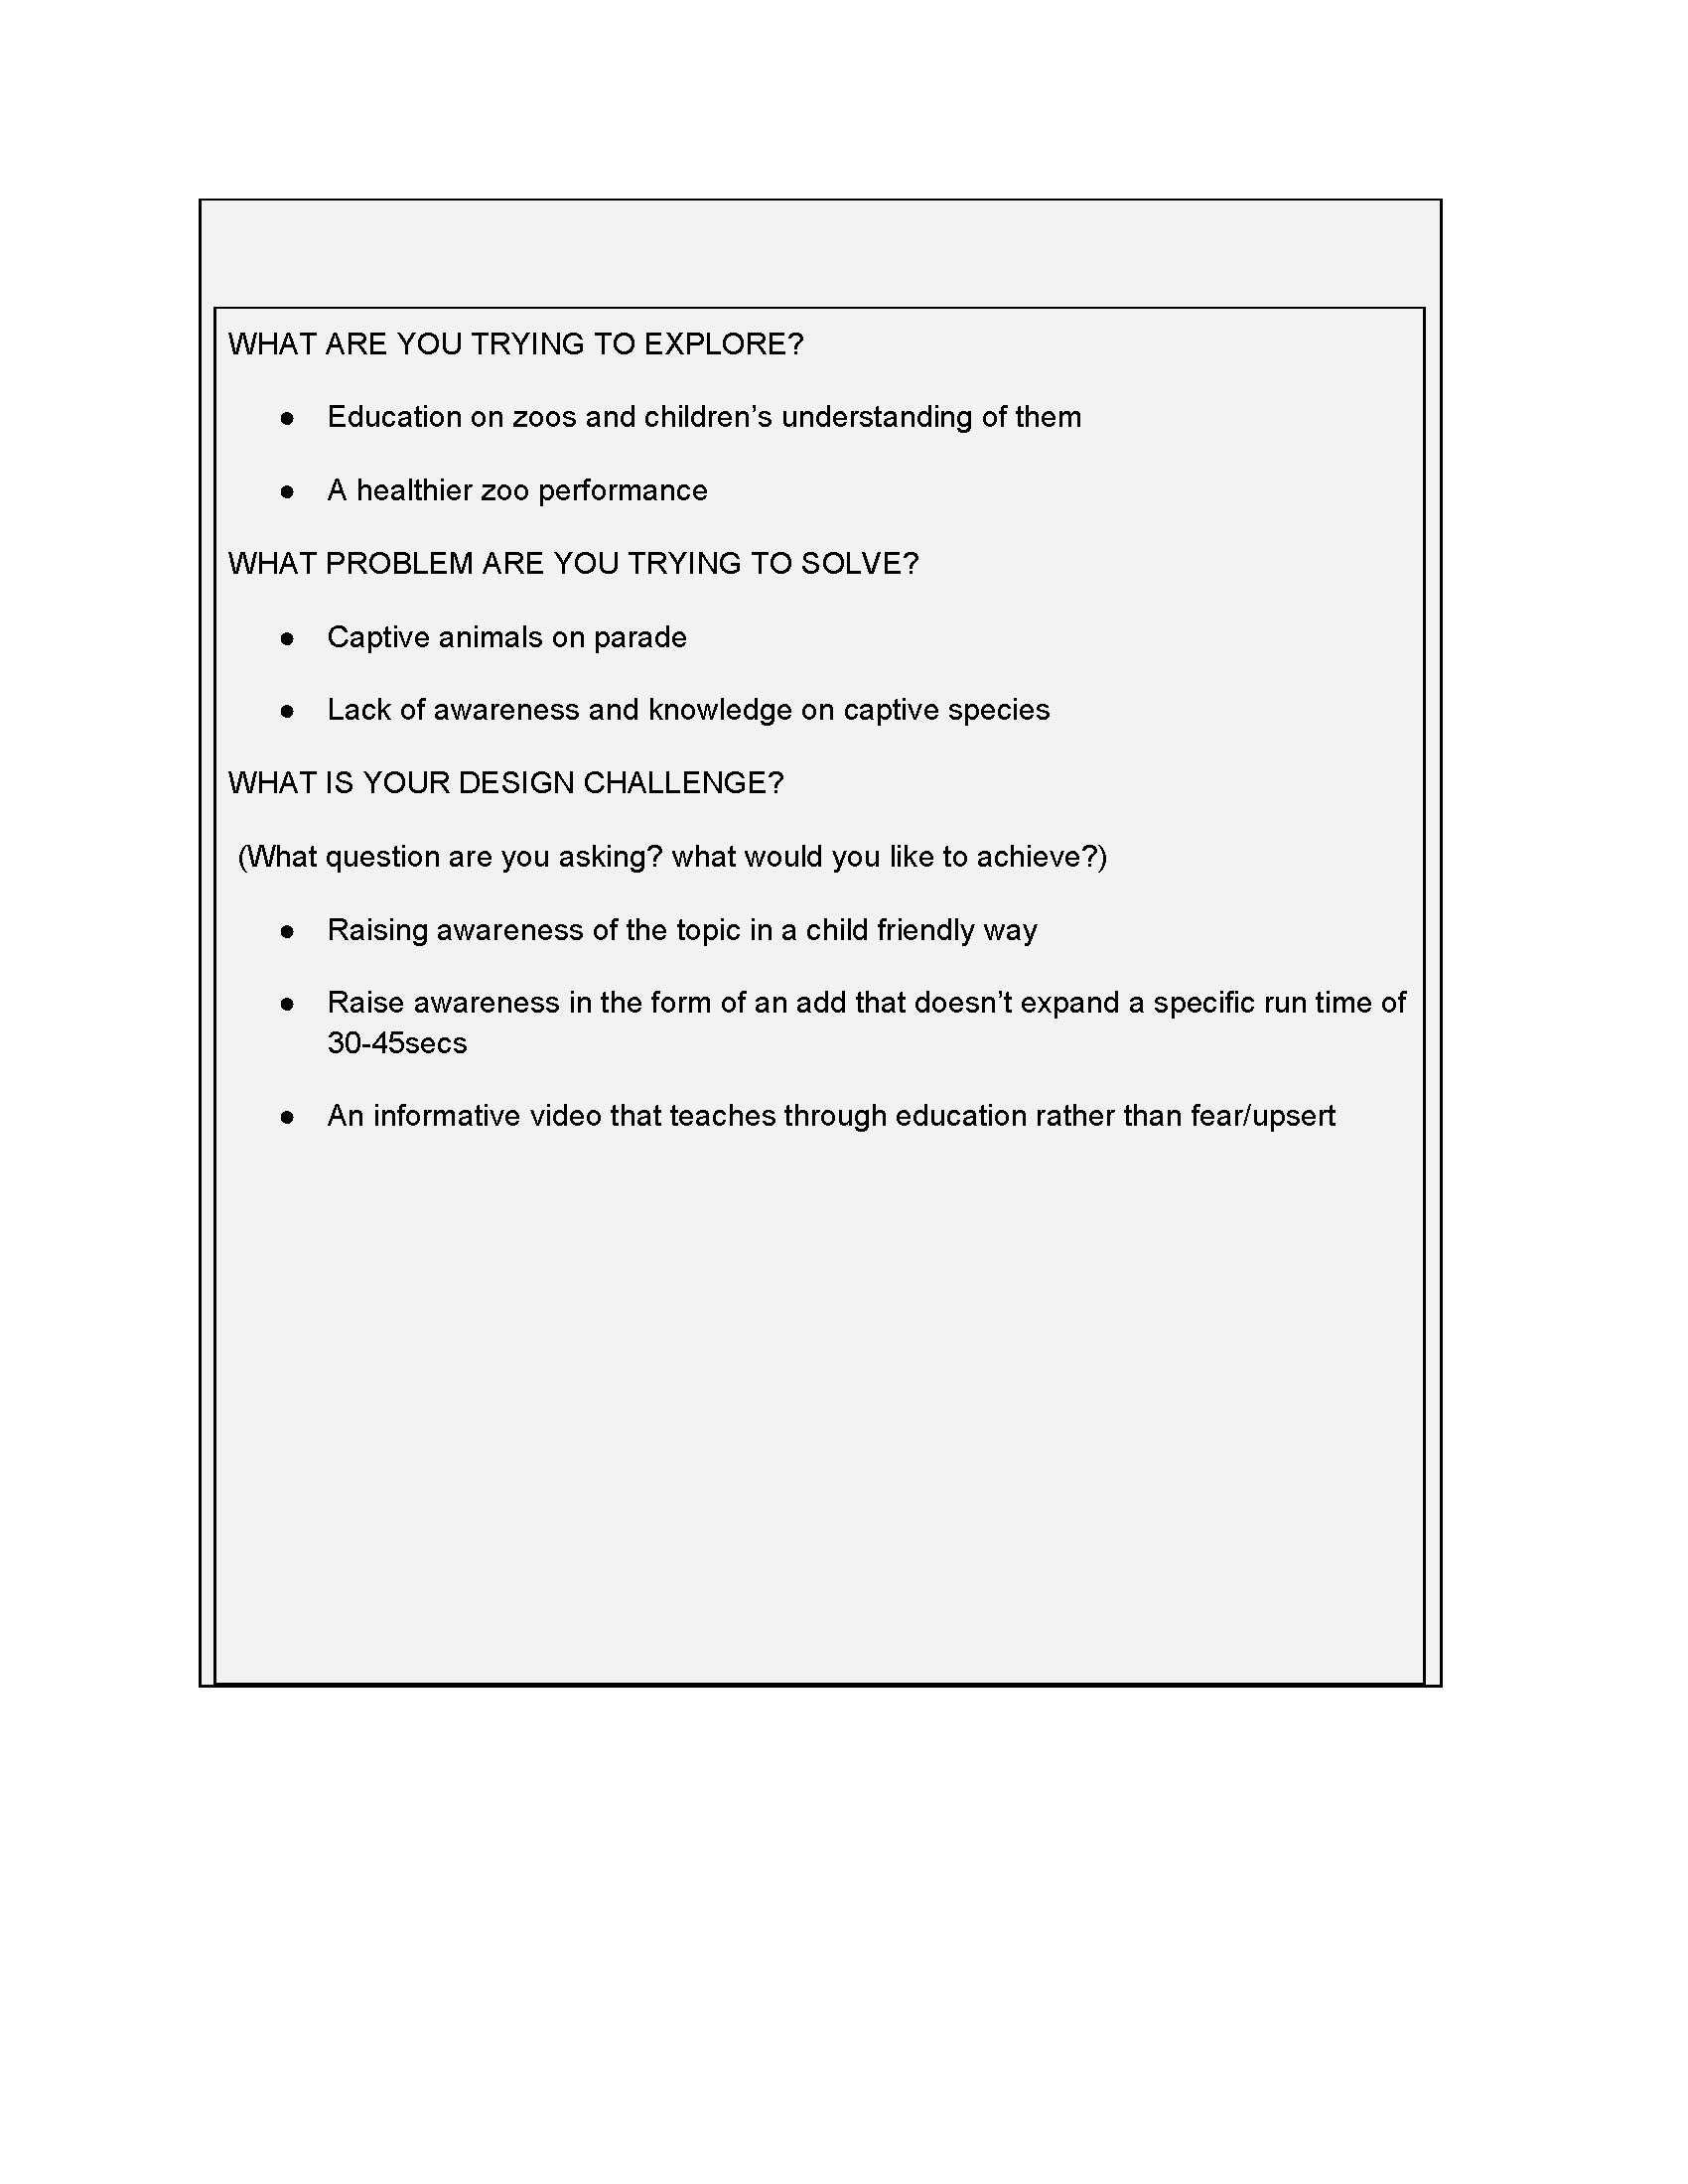 WHAT ARE YOU TRYING TO EXPLORE?
● Education on zoos and children’s understanding of them
● A healthier zoo performance
WHAT PROBLEM ARE YOU TRYING TO SOLVE?
● Captive animals on parade
● Lack of awareness and knowledge on captive species
WHAT IS YOUR DESIGN CHALLENGE?
(What question are you asking? what would you like to achieve?)
● Raising awareness of the topic in a child friendly way
● Raise awareness in the form of an add that doesn’t expand a specific run time of
30-45secs
● An informative video that teaches through education rather than fear/upsert